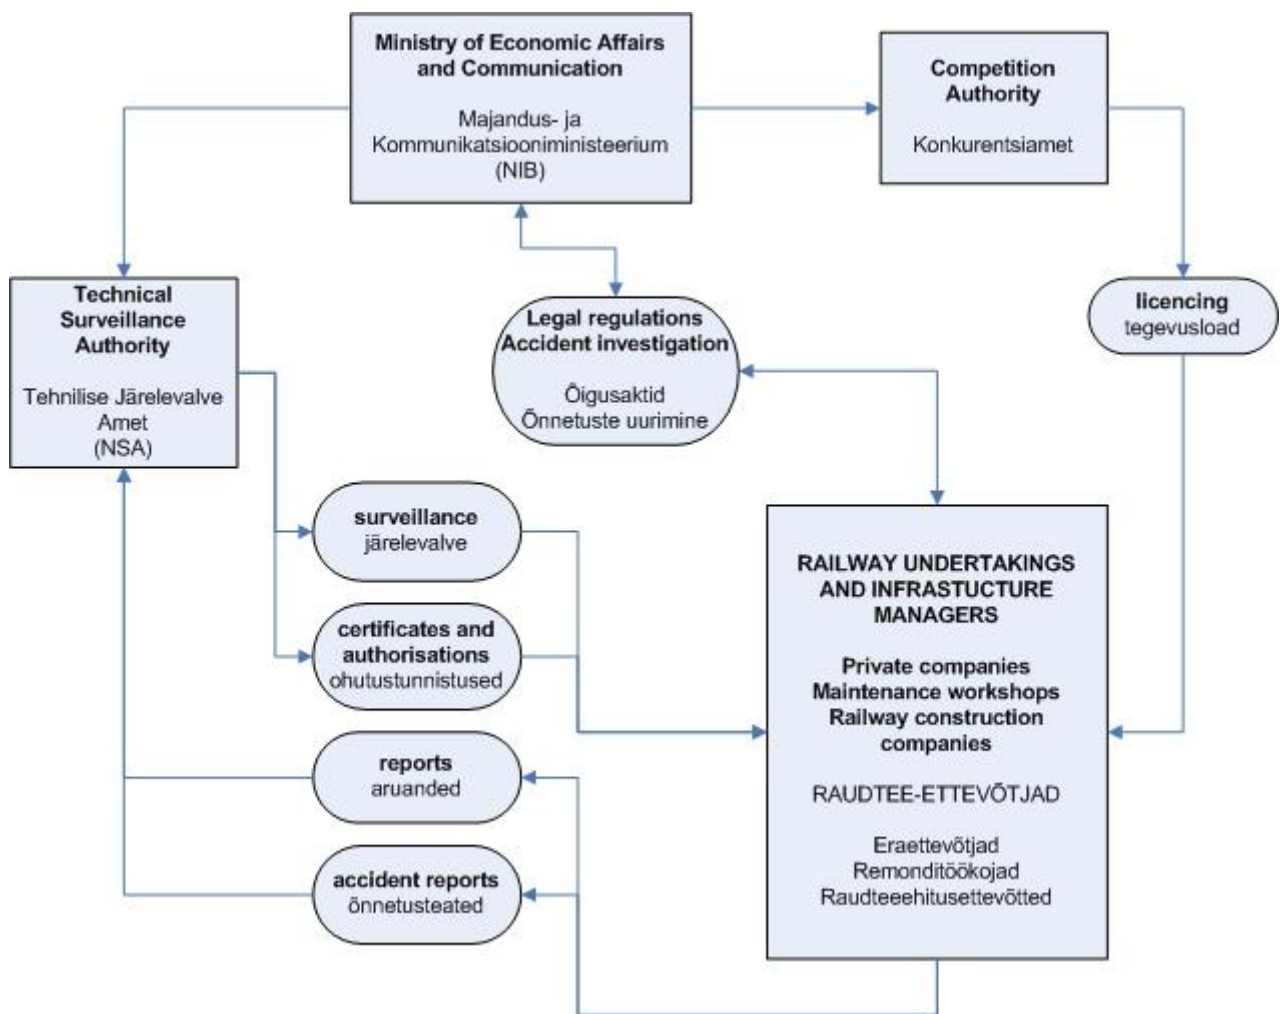 Ministry of Economic Affairs
and Communication
Majandus- ja
Kommunikatsiooniministeerium
(NIB)
Competition
Authority
Konkurentsiamet
Technical
Surveillance
Authority
Tehnilise Järelevalve
Amet
(NSA)
Legal regulations
Accident investigation
Õigusaktid
Õnnetuste uurimine
licencing
tegevusload
surveillance
järelevalve
certificates and
authorisations
ohutustunnistused
reports
aruanded
accident reports
õnnetusteated
RAILWAY UNDERTAKINGS
AND INFRASTUCTURE
MANAGERS
Private companies
Maintenance workshops
Railway construction
companies
RAUDTEE-ETTEVÕTJAD
Eraettevõtjad
Remonditöökojad
Raudteeehitusettevõtted